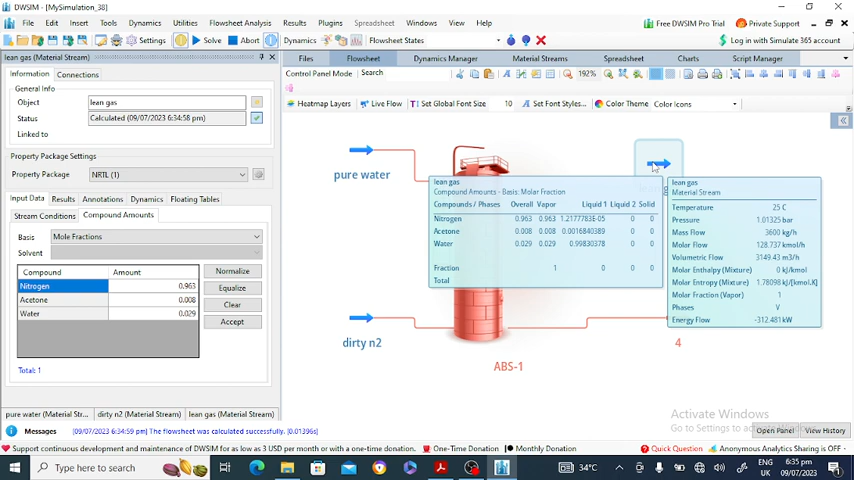 DWSIM - [MySimulation_38]
File Edit Tools Dynamics Utilities Flowsheet Analysis Results Plugins Spreadsheet Windows View Help
Free DWSIM Pro Trial Private Support
Settings Solve Abort Dynamics Flowsheet States Log in with Simulate 365 account
lean gas (Material Stream)
Files Flowsheet Dynamics Manager Material Streams Spreadsheet Charts Script Manager
Information Connections
Control Panel Mode Search 192%
General Info
Object lean gas
Heatmap Layers Live Flow Set Global Font Size 10 Set Font Styles... Color Theme Color Icons
Status Calculated (09/07/2023 6:34:58 pm)
Linked to
Property Package Settings
Property Package NRTL (1)
Input Data Results Annotations Dynamics Floating Tables
Stream Conditions Compound Amounts
Basis Mole Fractions
Solvent
Compound Amount
Nitrogen 0.963
Acetone 0.008
Water 0.029
Total: 1
Normalize
Equalize
Clear
Accept
pure water
lean gas
Compound Amounts - Basis: Molar Fraction
Compounds / Phases Overall Vapor Liquid 1 Liquid 2 Solid
Nitrogen 0.963 0.963 1.2177783E-05 0 0
Acetone 0.008 0.008 0.0016840389 0 0
Water 0.029 0.029 0.99830378 0 0
Fraction 1 0 0 0
Total
lean gas
Material Stream
Temperature 25 C
Pressure 1.01325 bar
Mass Flow 3600 kg/h
Molar Flow 128.737 kmol/h
Volumetric Flow 3149.43 m3/h
Molar Enthalpy (Mixture) 0 kJ/kmol
Molar Entropy (Mixture) 1.78098 kJ/[kmol.K]
Molar Fraction (Vapor) 1
Phases V
Energy Flow -312.481 kW
dirty n2
4
ABS-1
Activate Windows
Go to Settings to activate Windows.
pure water (Material Str... dirty n2 (Material Stream) lean gas (Material Stream)
Messages [09/07/2023 6:34:59 pm] The flowsheet was calculated successfully. [0.01396s] Open Panel View History
Support continuous development and maintenance of DWSIM for as low as 3 USD per month or with a one-time donation. One-Time Donation Monthly Donation Quick Question Anonymous Analytics Sharing is OFF
Type here to search 34°C ENG 6:35 pm
UK 09/07/2023